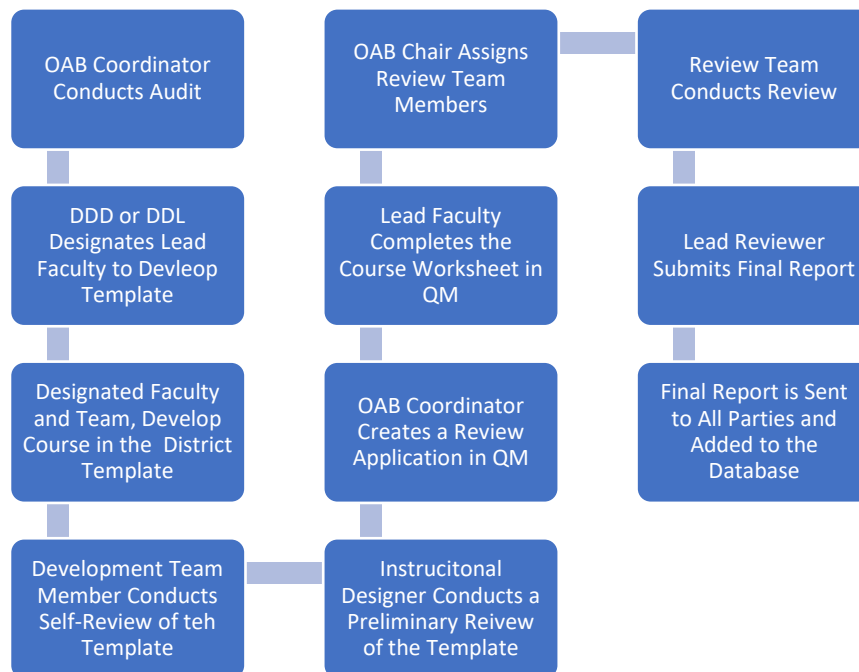 OAB Coordinator
Conducts Audit
DDD or DDL
Designates Lead
Faculty to Devleop
Template
Designated Faculty
and Team, Develop
Course in the District
Template
Development Team
Member Conducts
Self-Review of teh
Template
Instrucitonal
Designer Conducts a
Preliminary Reivew
of the Template
OAB Coordinator
Creates a Review
Application in QM
Lead Faculty
Completes the
Course Worksheet in
QM
OAB Chair Assigns
Review Team
Members
Review Team
Conducts Review
Lead Reviewer
Submits Final Report
Final Report is Sent
to All Parties and
Added to the
Database